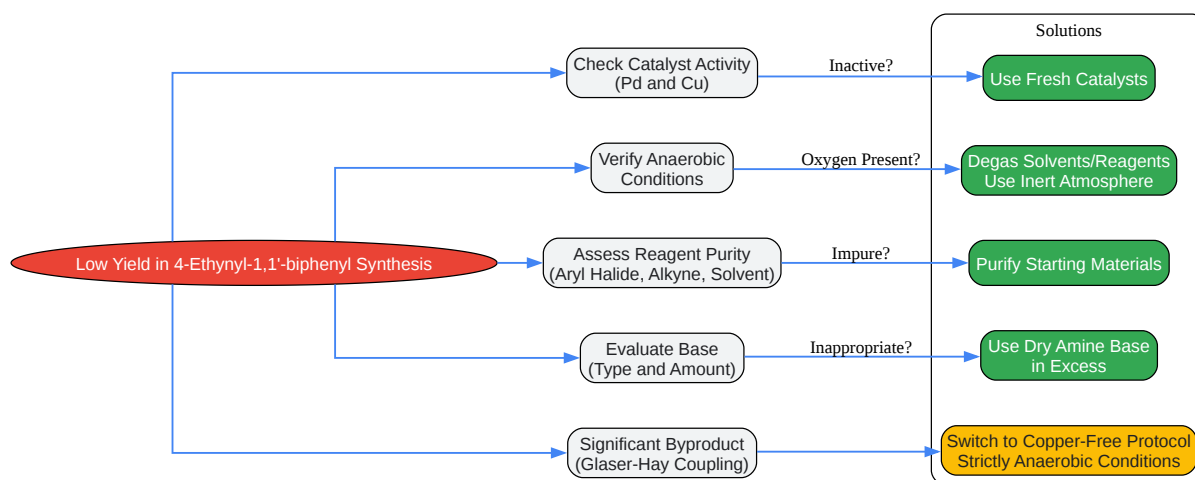 Solutions
Check Catalyst Activity
(Pd and Cu)
Inactive?
Use Fresh Catalysts
Verify Anaerobic
Conditions
Oxygen Present?
Degas Solvents/Reagents
Use Inert Atmosphere
Low Yield in 4-Ethynyl-1,1'-biphenyl Synthesis
Assess Reagent Purity
(Aryl Halide, Alkyne, Solvent)
Impure?
Purify Starting Materials
Evaluate Base
(Type and Amount)
Inappropriate?
Use Dry Amine Base
in Excess
Significant Byproduct
(Glaser-Hay Coupling)
Switch to Copper-Free Protocol
Strictly Anaerobic Conditions